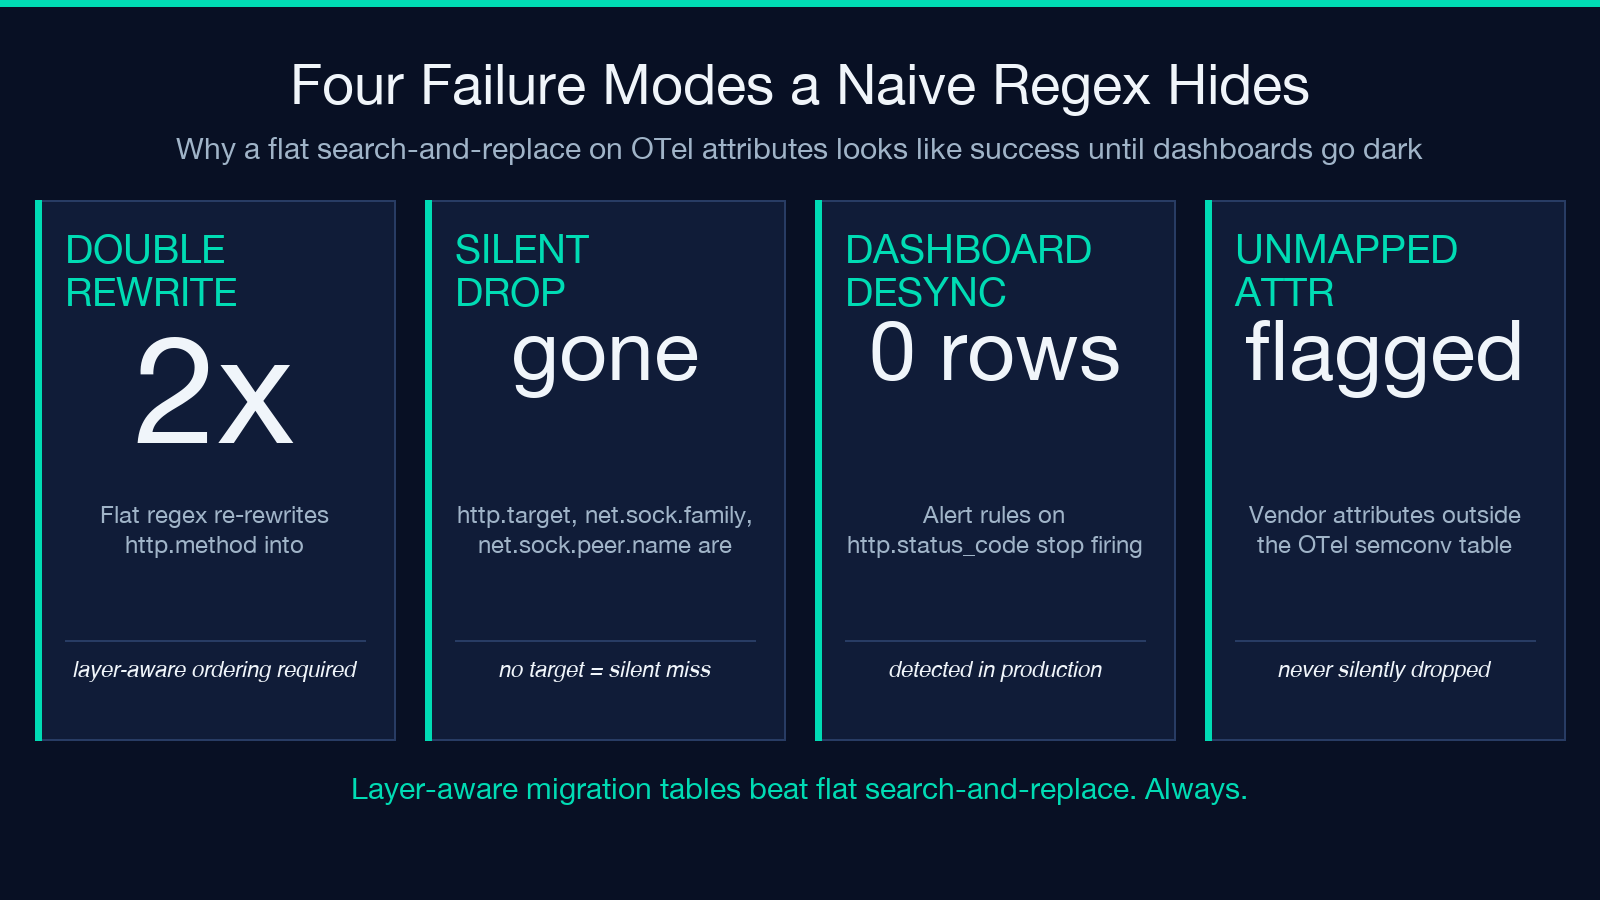 Four Failure Modes a Naive Regex Hides
Why a flat search-and-replace on OTel attributes looks like success until dashboards go dark
DOUBLE
REWRITE
2x
Flat regex re-rewrites
http.method into
layer-aware ordering required
SILENT
DROP
gone
http.target, net.sock.family,
net.sock.peer.name are
no target = silent miss
DASHBOARD
DESYNC
0 rows
Alert rules on
http.status_code stop firing
detected in production
UNMAPPED
ATTR
flagged
Vendor attributes outside
the OTel semconv table
never silently dropped
Layer-aware migration tables beat flat search-and-replace. Always.